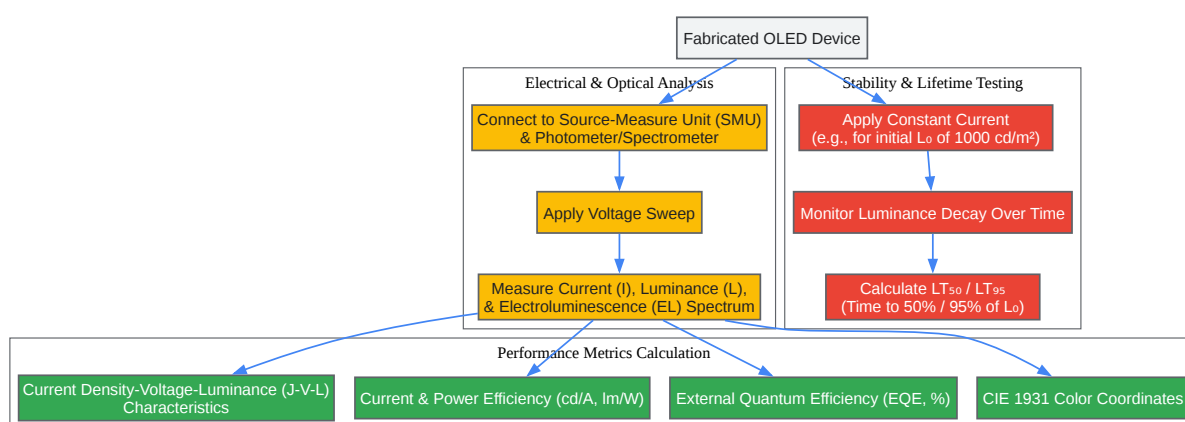 Fabricated OLED Device
Electrical & Optical Analysis
Stability & Lifetime Testing
Connect to Source-Measure Unit (SMU)
& Photometer/Spectrometer
Apply Constant Current
(e.g., for initial L₀ of 1000 cd/m²)
Apply Voltage Sweep
Monitor Luminance Decay Over Time
Measure Current (I), Luminance (L),
& Electroluminescence (EL) Spectrum
Calculate LT₅₀ / LT₉₅
(Time to 50% / 95% of L₀)
Performance Metrics Calculation
Current Density-Voltage-Luminance (J-V-L)
Characteristics
Current & Power Efficiency (cd/A, lm/W)
External Quantum Efficiency (EQE, %)
CIE 1931 Color Coordinates